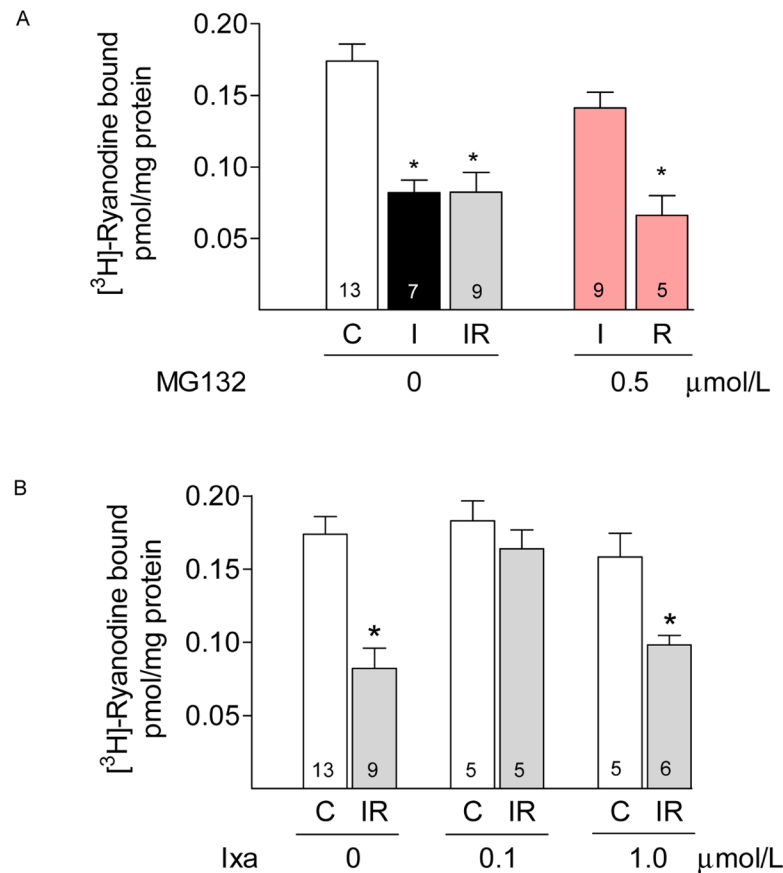 A
[³H]-Ryanodine bound
pmol/mg protein
0.20
0.15
0.10
0.05
*
*
*
13
7
9
9
5
C I IR I R
MG132 0 0.5 μmol/L
B
[³H]-Ryanodine bound
pmol/mg protein
0.20
0.15
0.10
0.05
*
*
13
9
5
5
5
6
C IR C IR C IR
Ixa 0 0.1 1.0 μmol/L